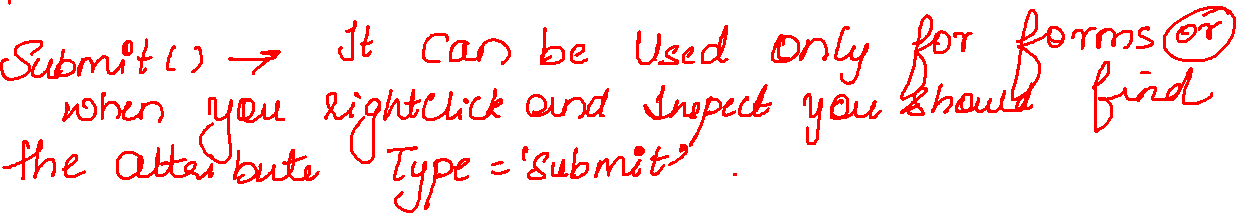 Submit() → It can be used only for forms or
when you rightclick and Inspect you should find
the attribute Type = 'Submit' .